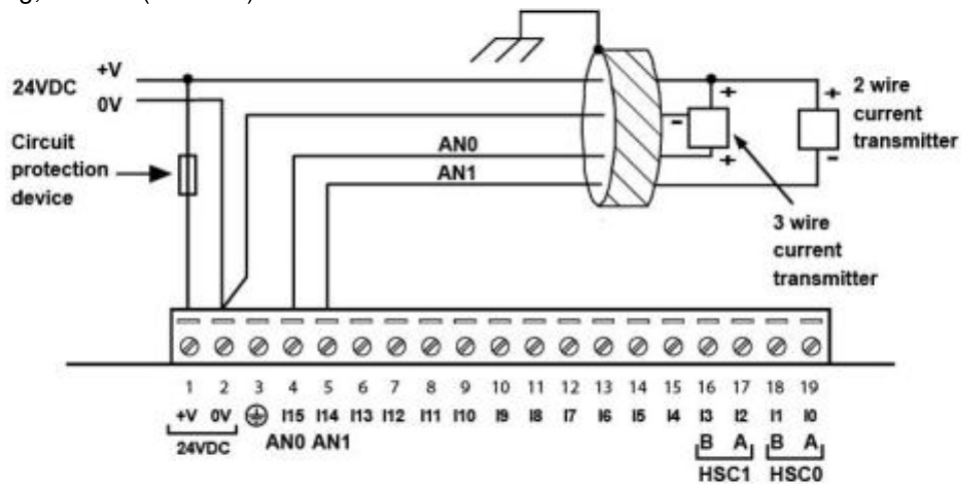 +V
24VDC
0V
Circuit
protection
device
AN0
AN1
+
-
+
3 wire
current
transmitter
+
-
2 wire
current
transmitter
1 2 3 4 5 6 7 8 9 10 11 12 13 14 15 16 17 18 19
+V 0V I15 I14 I13 I12 I11 I10 I9 I8 I7 I6 I5 I4 I3 I2 I1 I0
24VDC AN0 AN1 B A B A
HSC1 HSC0